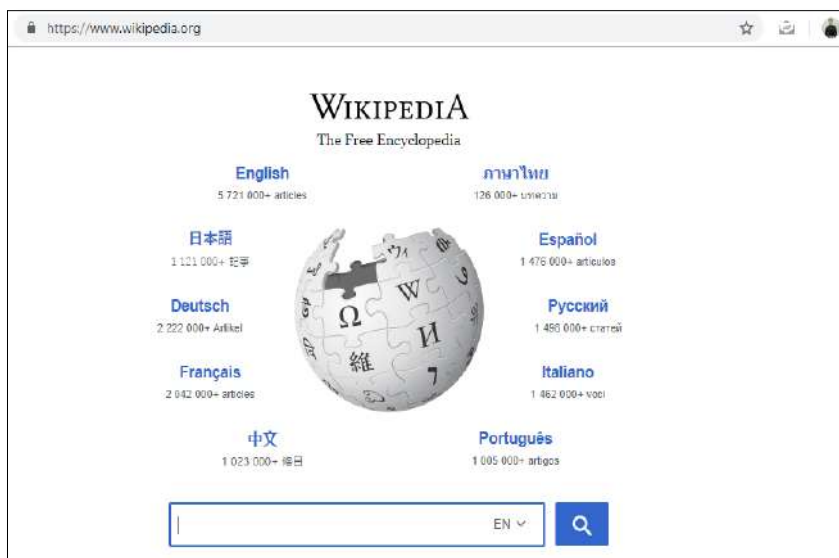 https://www.wikipedia.org
WIKIPEDIA
The Free Encyclopedia
English
5 721 000+ articles
ภาษาไทย
126 000+ บทความ
日本語
1 121 000+ 記事
Español
1 476 000+ artículos
Deutsch
2 222 000+ Artikel
Русский
1 498 000+ статей
Français
2 042 000+ articles
Italiano
1 462 000+ voci
中文
1 023 000+ 條目
Português
1 005 000+ artigos
Ω
W
И
維
7
EN